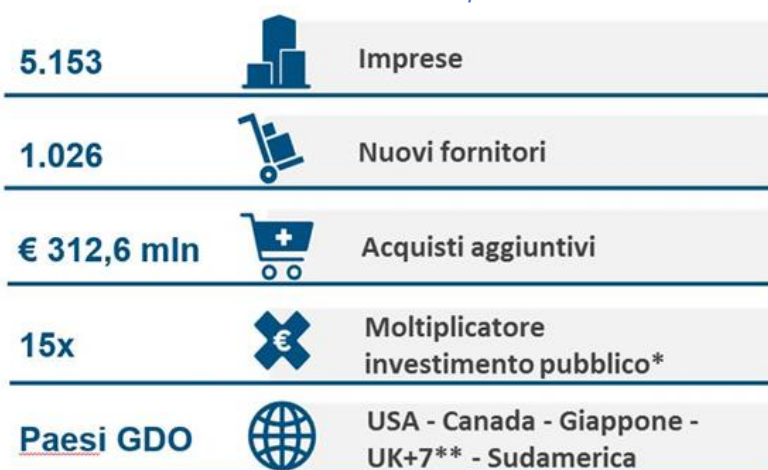 5.153 Imprese
1.026 Nuovi fornitori
€ 312,6 mln Acquisti aggiuntivi
15x Moltiplicatore
investimento pubblico*
€
Paesi GDO USA - Canada - Giappone -
UK+7** - Sudamerica